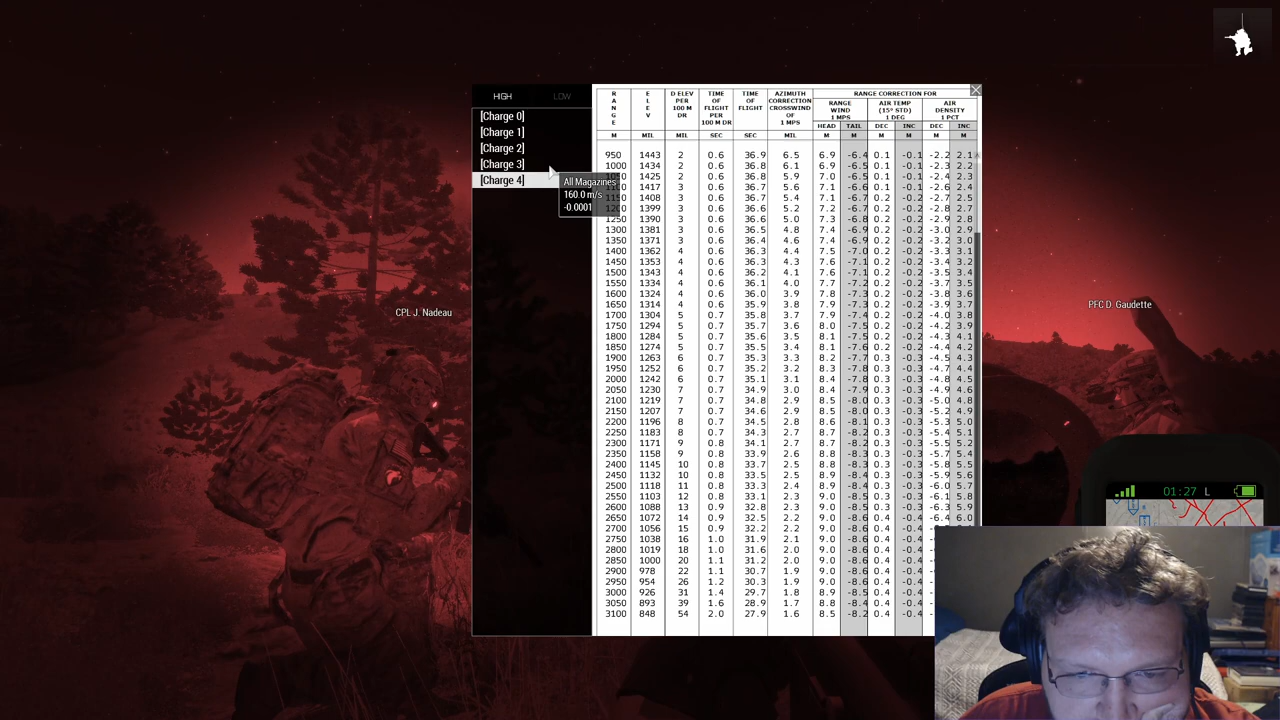 HIGH LOW
[Charge 0]
[Charge 1]
[Charge 2]
[Charge 3]
[Charge 4]
All Magazines
160.0 m/s
-0.0001
CPL J. Nadeau
PFC D. Gaudette
01:27 L
RANGE ELEV D ELEV PER 100 M DR TIME OF FLIGHT PER 100 M DR TIME OF FLIGHT AZIMUTH CORRECTION CROSSWIND OF 1 MPS RANGE CORRECTION FOR
RANGE WIND 1 MPS AIR TEMP (15° STD) 1 DEG AIR DENSITY 1 PCT
HEAD TAIL DEC INC DEC INC
M MIL MIL SEC SEC MIL M M M M M M
950 1443 2 0.6 36.9 6.5 6.9 -6.4 0.1 -0.1 -2.2 2.1
1000 1434 2 0.6 36.8 6.1 6.9 -6.5 0.1 -0.1 -2.3 2.2
1425 2 0.6 36.8 5.9 7.0 -6.5 0.1 -0.1 -2.4 2.3
1417 3 0.6 36.7 5.6 7.1 -6.6 0.1 -0.1 -2.6 2.4
1408 3 0.6 36.7 5.4 7.1 -6.7 0.2 -0.2 -2.7 2.5
1200 1399 3 0.6 36.6 5.2 7.2 -6.7 0.2 -0.2 -2.8 2.7
1250 1390 3 0.6 36.6 5.0 7.3 -6.8 0.2 -0.2 -2.9 2.8
1300 1381 3 0.6 36.5 4.8 7.4 -6.9 0.2 -0.2 -3.0 2.9
1350 1371 3 0.6 36.4 4.6 7.4 -6.9 0.2 -0.2 -3.2 3.0
1400 1362 4 0.6 36.3 4.4 7.5 -7.0 0.2 -0.2 -3.3 3.1
1450 1353 4 0.6 36.3 4.3 7.6 -7.1 0.2 -0.2 -3.4 3.2
1500 1343 4 0.6 36.2 4.1 7.6 -7.1 0.2 -0.2 -3.5 3.4
1550 1334 4 0.6 36.1 4.0 7.7 -7.2 0.2 -0.2 -3.7 3.5
1600 1324 4 0.6 36.0 3.9 7.8 -7.3 0.2 -0.2 -3.8 3.6
1650 1314 4 0.6 35.9 3.8 7.9 -7.3 0.2 -0.2 -3.9 3.7
1700 1304 5 0.7 35.8 3.7 7.9 -7.4 0.2 -0.2 -4.0 3.8
1750 1294 5 0.7 35.7 3.6 8.0 -7.5 0.2 -0.2 -4.2 3.9
1800 1284 5 0.7 35.6 3.5 8.1 -7.5 0.2 -0.2 -4.3 4.1
1850 1274 5 0.7 35.5 3.4 8.1 -7.6 0.2 -0.2 -4.4 4.2
1900 1263 6 0.7 35.3 3.3 8.2 -7.7 0.3 -0.3 -4.5 4.3
1950 1252 6 0.7 35.2 3.2 8.3 -7.8 0.3 -0.3 -4.7 4.4
2000 1242 6 0.7 35.1 3.1 8.4 -7.8 0.3 -0.3 -4.8 4.5
2050 1230 7 0.7 34.9 3.0 8.4 -7.9 0.3 -0.3 -4.9 4.6
2100 1219 7 0.7 34.8 2.9 8.5 -8.0 0.3 -0.3 -5.0 4.8
2150 1207 7 0.7 34.6 2.9 8.5 -8.0 0.3 -0.3 -5.2 4.9
2200 1196 8 0.7 34.5 2.8 8.6 -8.1 0.3 -0.3 -5.3 5.0
2250 1183 8 0.7 34.3 2.7 8.7 -8.2 0.3 -0.3 -5.4 5.1
2300 1171 9 0.8 34.1 2.7 8.7 -8.2 0.3 -0.3 -5.5 5.2
2350 1158 9 0.8 33.9 2.6 8.8 -8.3 0.3 -0.3 -5.7 5.4
2400 1145 10 0.8 33.7 2.5 8.8 -8.3 0.3 -0.3 -5.8 5.5
2450 1132 10 0.8 33.5 2.5 8.9 -8.4 0.3 -0.3 -5.9 5.6
2500 1118 11 0.8 33.3 2.4 8.9 -8.4 0.3 -0.3 -6.0 5.7
2550 1103 12 0.8 33.1 2.3 9.0 -8.5 0.3 -0.3 -6.1 5.8
2600 1088 13 0.9 32.8 2.3 9.0 -8.5 0.3 -0.3 -6.3 5.9
2650 1072 14 0.9 32.5 2.2 9.0 -8.6 0.4 -0.4 -6.4 6.0
2700 1056 15 0.9 32.2 2.2 9.0 -8.6 0.4 -0.4
2750 1038 16 1.0 31.9 2.1 9.0 -8.6 0.4 -0.4
2800 1019 18 1.0 31.6 2.0 9.0 -8.6 0.4 -0.4
2850 1000 20 1.1 31.2 2.0 9.0 -8.6 0.4 -0.4
2900 978 22 1.1 30.7 1.9 9.0 -8.6 0.4 -0.4
2950 954 26 1.2 30.3 1.9 9.0 -8.6 0.4 -0.4
3000 926 31 1.4 29.7 1.8 8.9 -8.5 0.4 -0.4
3050 893 39 1.6 28.9 1.7 8.8 -8.4 0.4 -0.4
3100 848 54 2.0 27.9 1.6 8.5 -8.2 0.4 -0.4